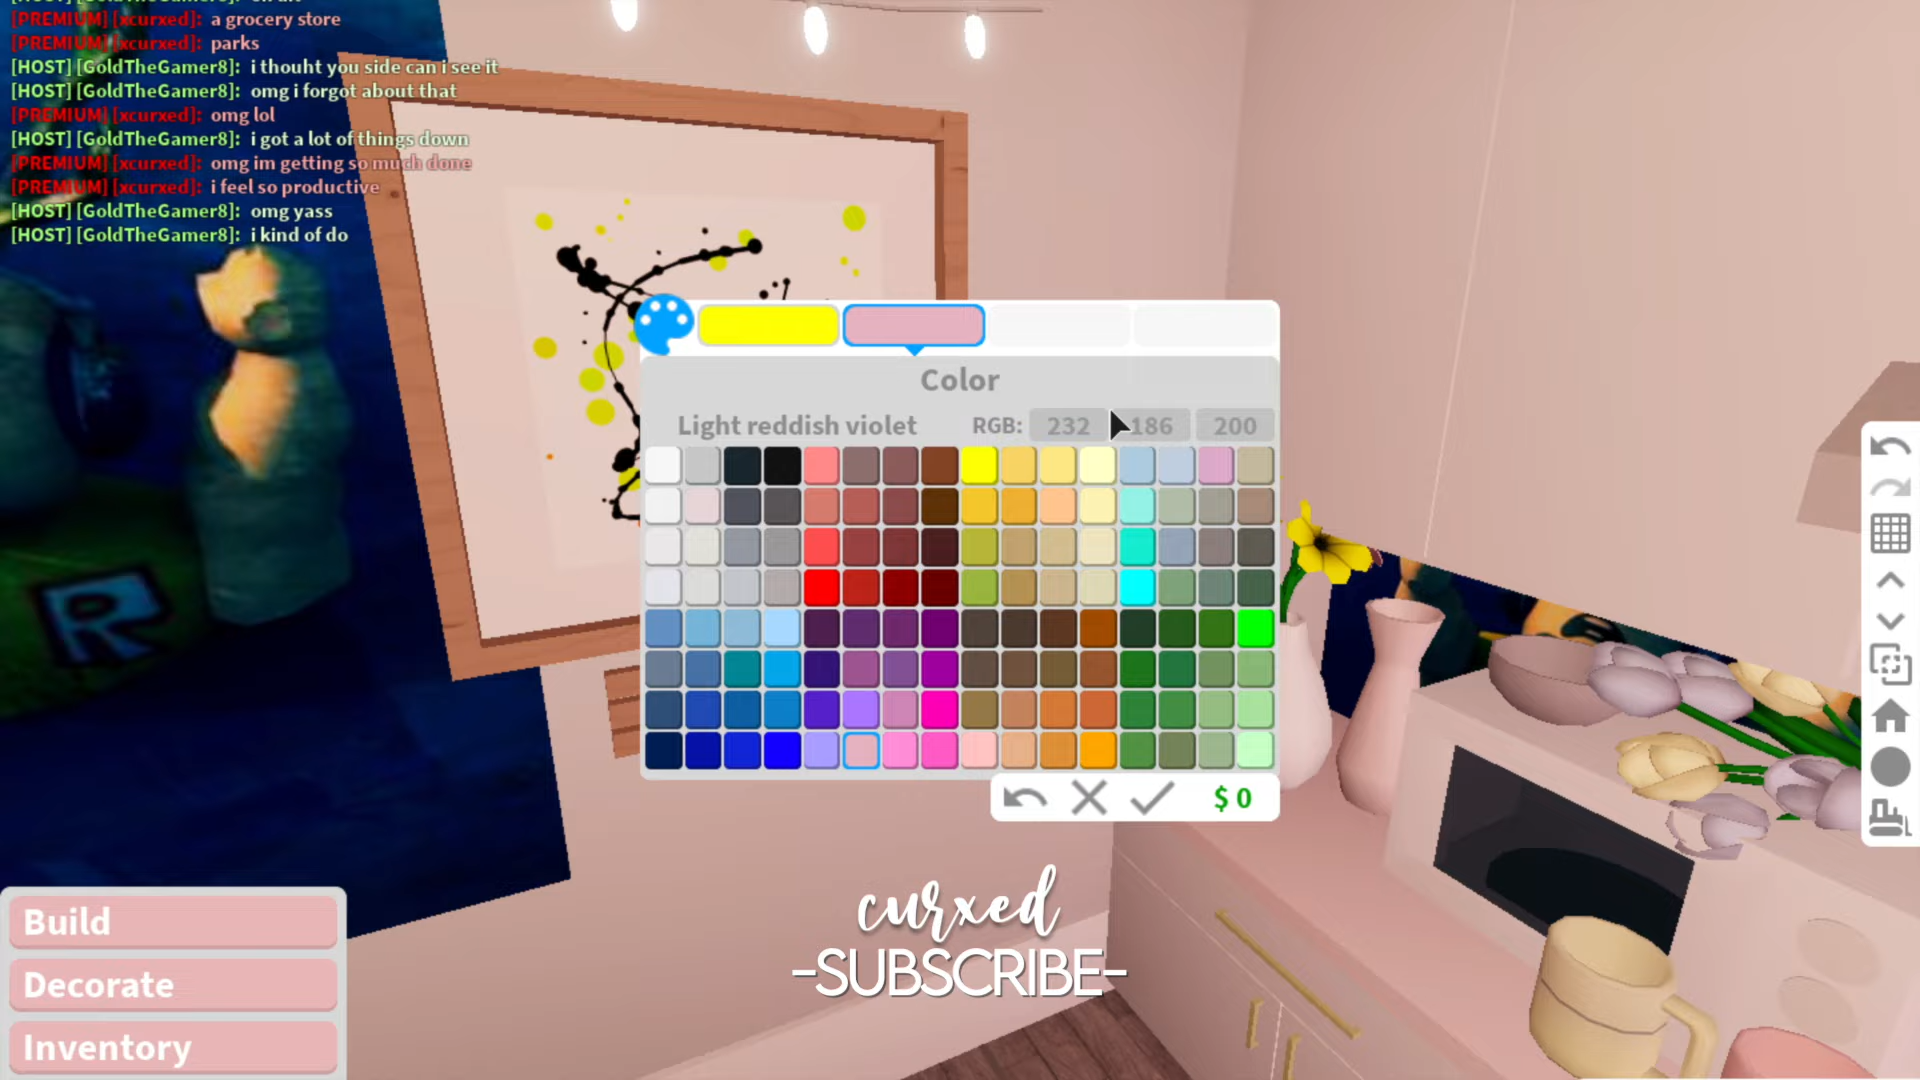 [PREMIUM] [xcurxed]: a grocery store
[PREMIUM] [xcurxed]: parks
[HOST] [GoldTheGamer8]: i thouht you side can i see it
[HOST] [GoldTheGamer8]: omg i forgot about that
[PREMIUM] [xcurxed]: omg lol
[HOST] [GoldTheGamer8]: i got a lot of things down
[PREMIUM] [xcurxed]: omg im getting so much done
[PREMIUM] [xcurxed]: i feel so productive
[HOST] [GoldTheGamer8]: omg yass
[HOST] [GoldTheGamer8]: i kind of do
R
Color
Light reddish violet RGB: 232 186 200
$ 0
Build
Decorate
Inventory
curxed
-SUBSCRIBE-